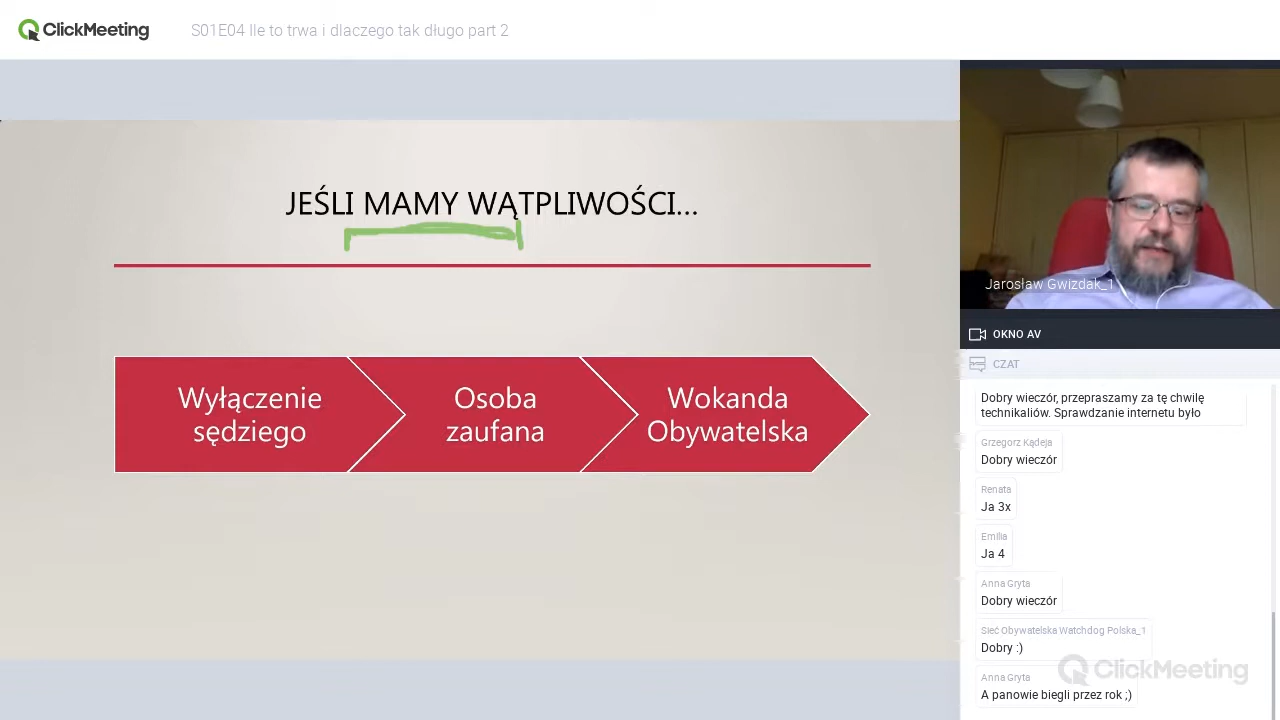 ClickMeeting
S01E04 Ile to trwa i dlaczego tak długo part 2
JEŚLI MAMY WĄTPLIWOŚCI...
Wyłączenie
sędziego
Osoba
zaufana
Wokanda
Obywatelska
Jarosław Gwizdak_1
OKNO AV
CZAT
Dobry wieczór, przepraszamy za tę chwilę
technikaliów. Sprawdzanie internetu było
Grzegorz Kądeja
Dobry wieczór
Renata
Ja 3x
Emilia
Ja 4
Anna Gryta
Dobry wieczór
Sieć Obywatelska Watchdog Polska_1
Dobry :)
Anna Gryta
A panowie biegli przez rok ;)
ClickMeeting